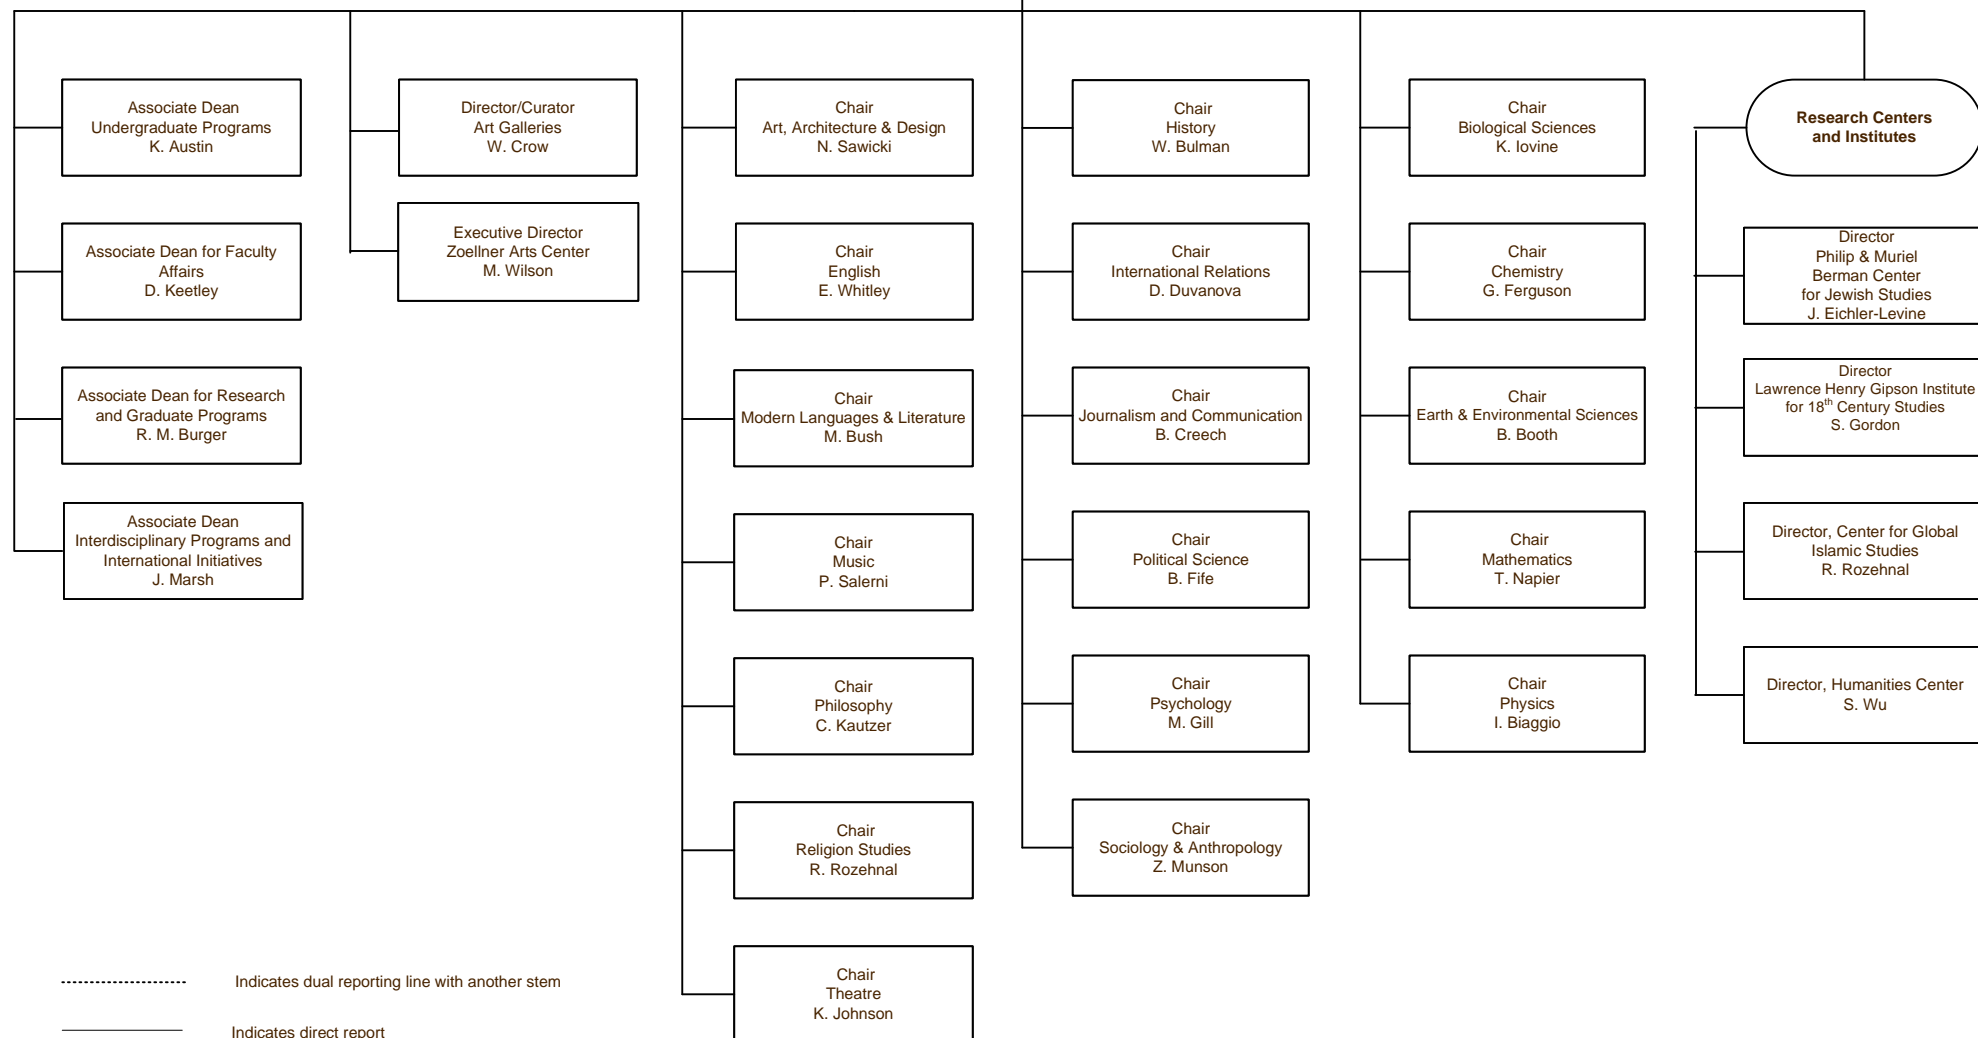 Associate Dean
Undergraduate Programs
K. Austin
Associate Dean for Faculty
Affairs
D. Keetley
Associate Dean for Research
and Graduate Programs
R. M. Burger
Associate Dean
Interdisciplinary Programs and
International Initiatives
J. Marsh
Director/Curator
Art Galleries
W. Crow
Executive Director
Zoellner Arts Center
M. Wilson
Chair
Art, Architecture & Design
N. Sawicki
Chair
English
E. Whitley
Chair
Modern Languages & Literature
M. Bush
Chair
Music
P. Salerni
Chair
Philosophy
C. Kautzer
Chair
Religion Studies
R. Rozehnal
Chair
Theatre
K. Johnson
Chair
History
W. Bulman
Chair
International Relations
D. Duvanova
Chair
Journalism and Communication
B. Creech
Chair
Political Science
B. Fife
Chair
Psychology
M. Gill
Chair
Sociology & Anthropology
Z. Munson
Chair
Biological Sciences
K. Iovine
Chair
Chemistry
G. Ferguson
Chair
Earth & Environmental Sciences
B. Booth
Chair
Mathematics
T. Napier
Chair
Physics
I. Biaggio
Research Centers
and Institutes
Director
Philip & Muriel
Berman Center
for Jewish Studies
J. Eichler-Levine
Director
Lawrence Henry Gipson Institute
for 18th Century Studies
S. Gordon
Director, Center for Global
Islamic Studies
R. Rozehnal
Director, Humanities Center
S. Wu
Indicates dual reporting line with another stem
Indicates direct report